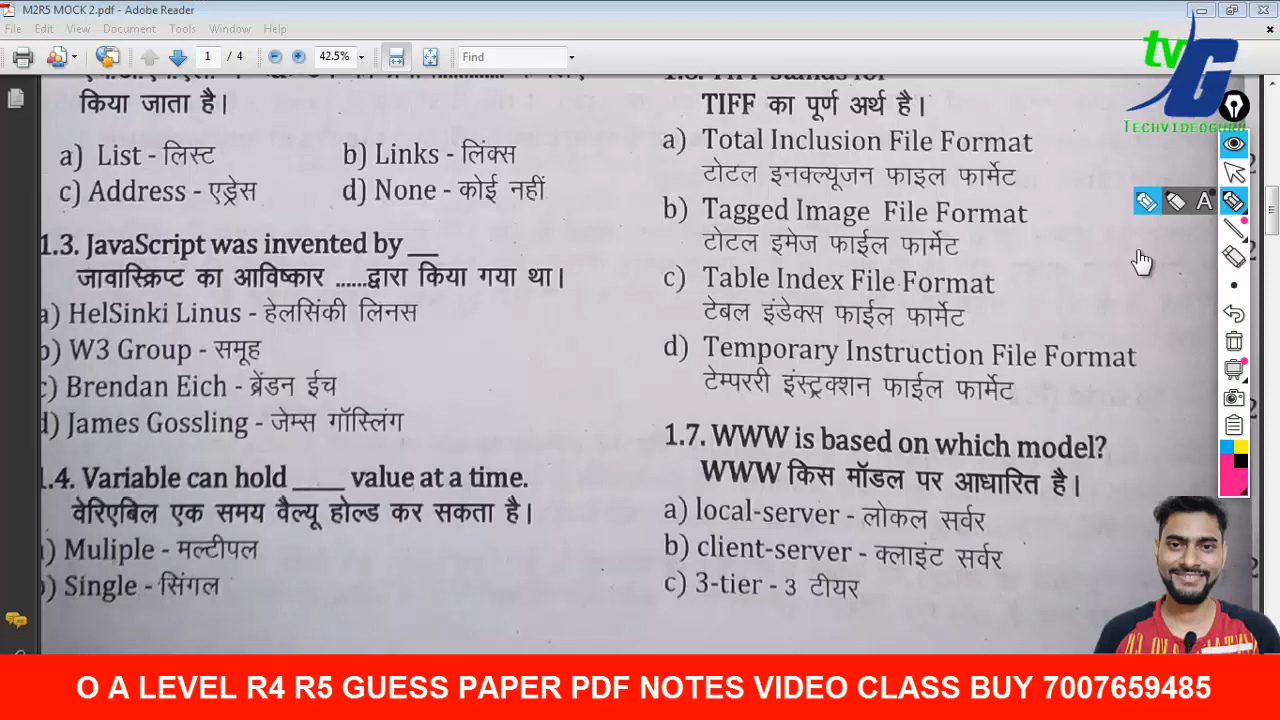 M2R5 MOCK 2.pdf - Adobe Reader
File Edit View Document Tools Window Help
1 / 4 42.5% Find
किया जाता है।
a) List - लिस्ट b) Links - लिंक्स
c) Address - एड्रेस d) None - कोई नहीं
1.3. JavaScript was invented by ___
जावास्क्रिप्ट का आविष्कार ......द्वारा किया गया था।
a) HelSinki Linus - हेलसिंकी लिनस
b) W3 Group - समूह
c) Brendan Eich - ब्रेंडन ईच
d) James Gossling - जेम्स गॉस्लिंग
1.4. Variable can hold ____ value at a time.
वेरिएबिल एक समय वैल्यू होल्ड कर सकता है।
a) Muliple - मल्टीपल
b) Single - सिंगल
TIFF का पूर्ण अर्थ है।
a) Total Inclusion File Format
टोटल इनक्ल्यूजन फाइल फार्मेट
b) Tagged Image File Format
टोटल इमेज फाईल फार्मेट
c) Table Index File Format
टेबल इंडेक्स फाईल फार्मेट
d) Temporary Instruction File Format
टेम्पररी इंस्ट्रक्शन फाईल फार्मेट
1.7. WWW is based on which model?
WWW किस मॉडल पर आधारित है।
a) local-server - लोकल सर्वर
b) client-server - क्लाइंट सर्वर
c) 3-tier - 3 टीयर
tvG
TECHVIDEOGURU
A
O A LEVEL R4 R5 GUESS PAPER PDF NOTES VIDEO CLASS BUY 7007659485